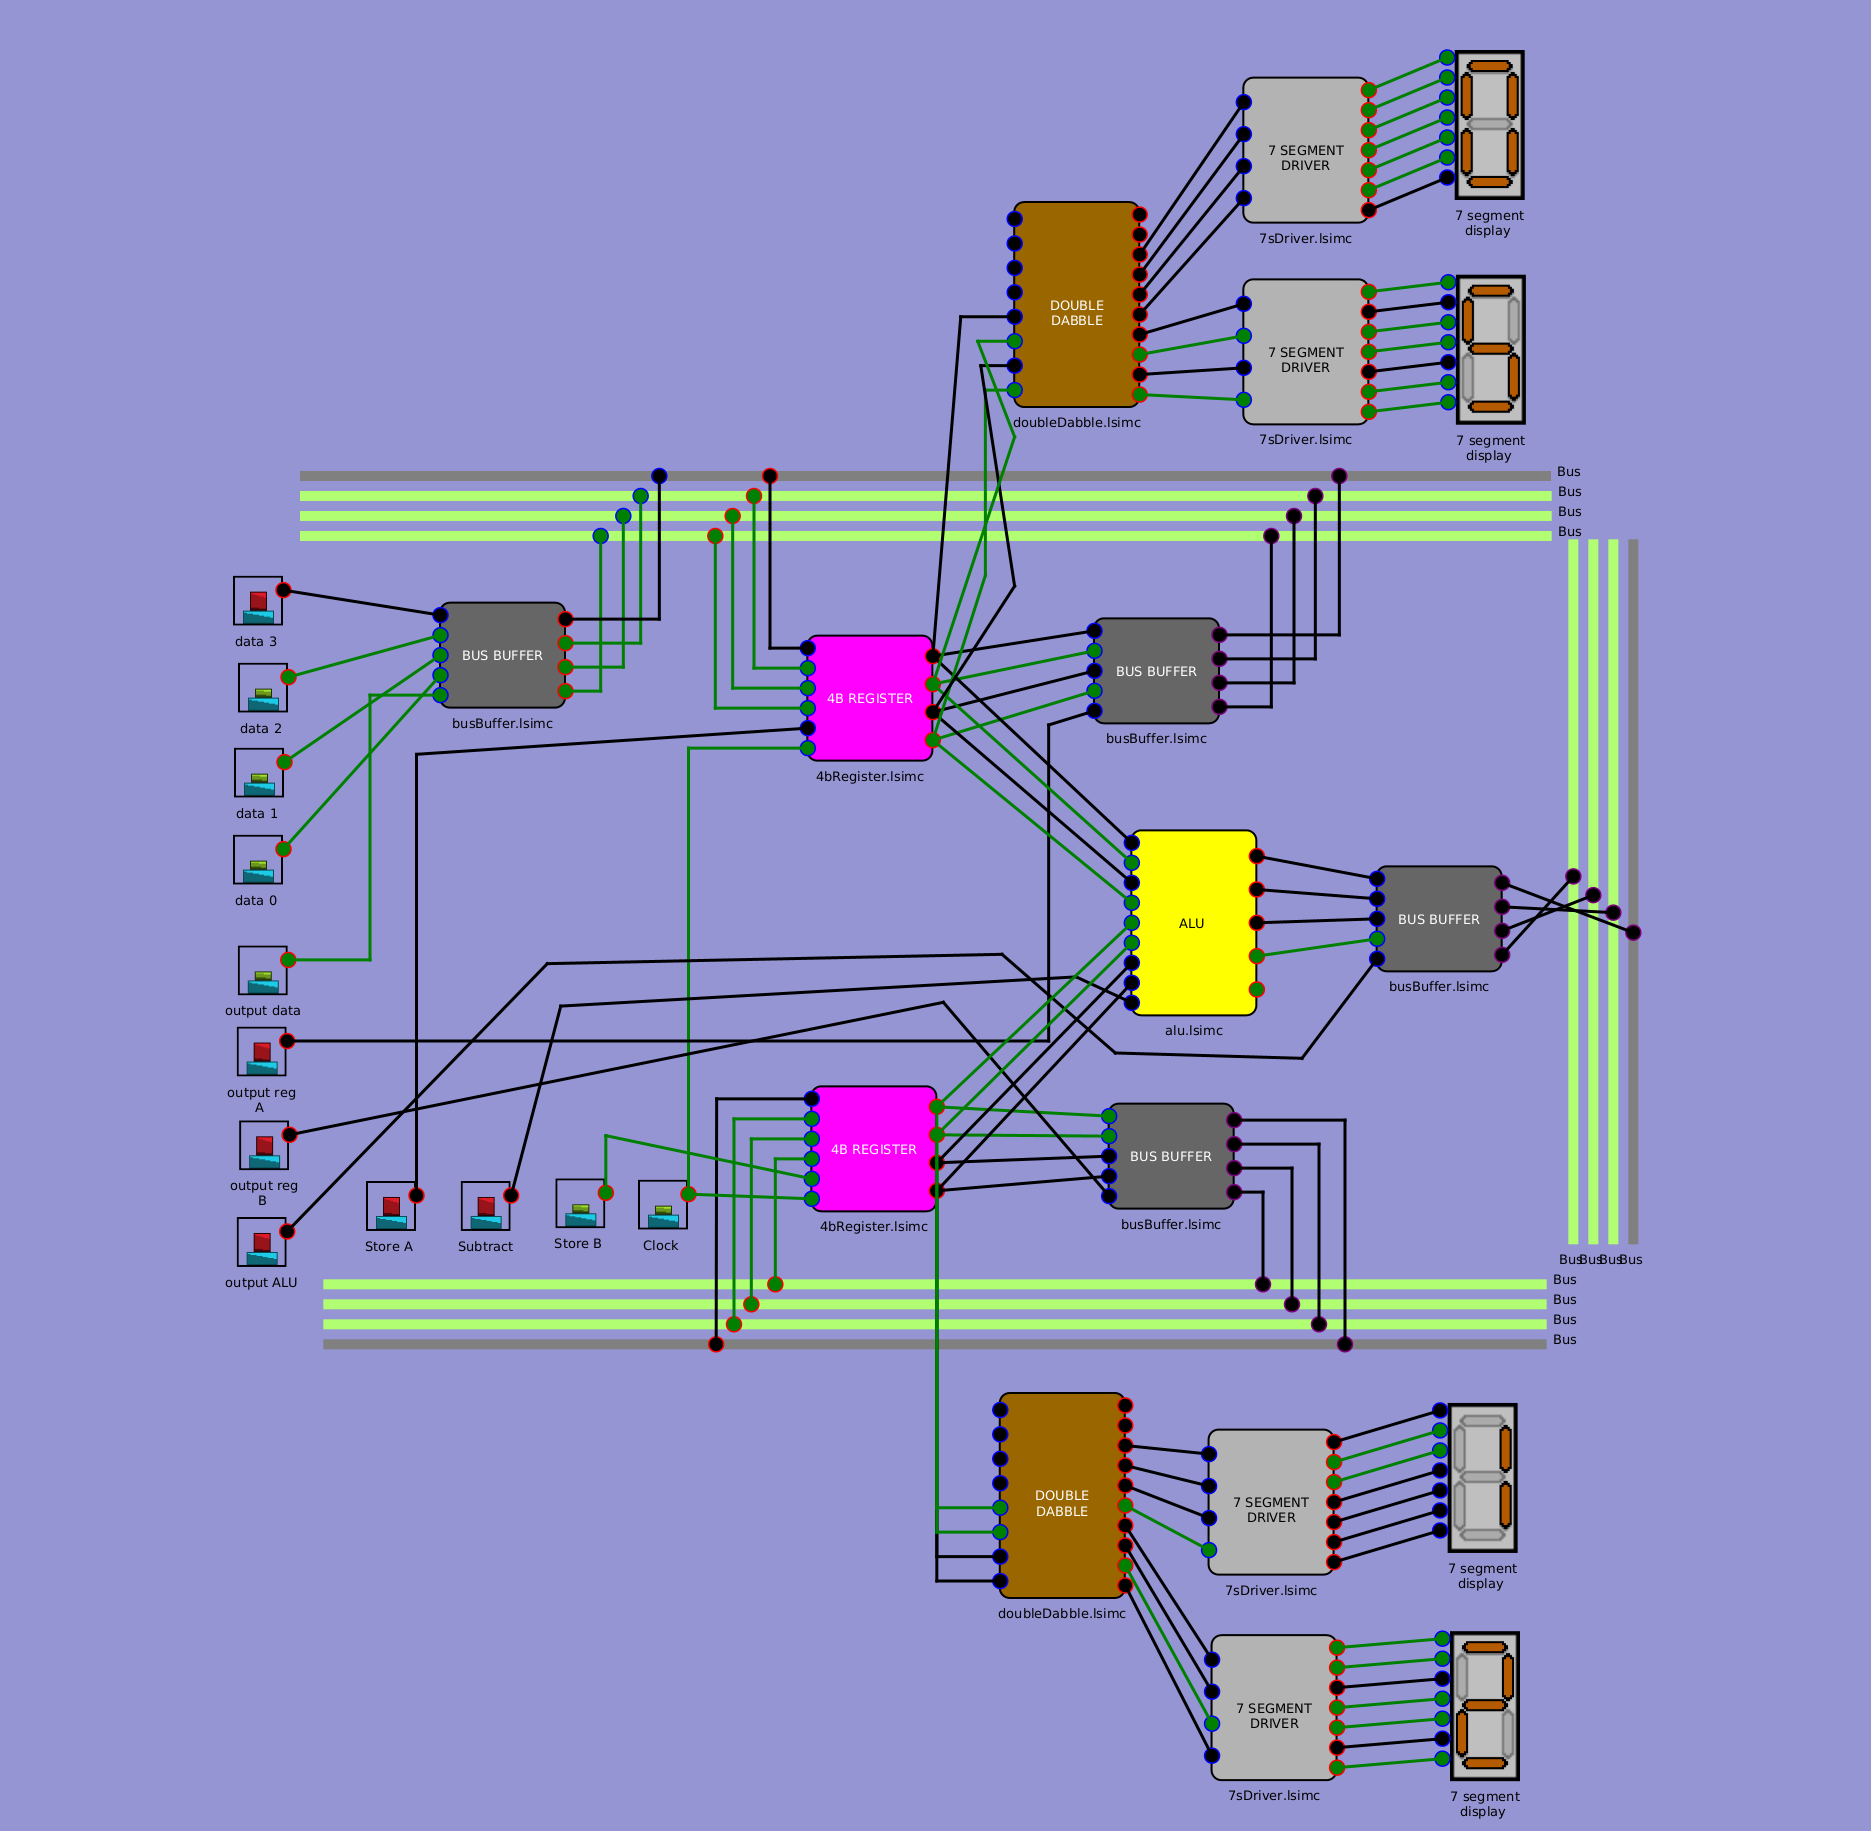 7 SEGMENT
DRIVER
7sDriver.lsimc
7 segment
display
DOUBLE
DABBLE
doubleDabble.lsimc
7 SEGMENT
DRIVER
7sDriver.lsimc
7 segment
display
Bus
Bus
Bus
Bus
data 3
data 2
data 1
data 0
output data
output reg
A
output reg
B
output ALU
BUS BUFFER
busBuffer.lsimc
4B REGISTER
4bRegister.lsimc
BUS BUFFER
busBuffer.lsimc
ALU
alu.lsimc
BUS BUFFER
busBuffer.lsimc
Store A
Subtract
Store B
Clock
4B REGISTER
4bRegister.lsimc
BUS BUFFER
busBuffer.lsimc
Bus
Bus
Bus
Bus
Bus
Bus
Bus
Bus
DOUBLE
DABBLE
doubleDabble.lsimc
7 SEGMENT
DRIVER
7sDriver.lsimc
7 segment
display
7 SEGMENT
DRIVER
7sDriver.lsimc
7 segment
display